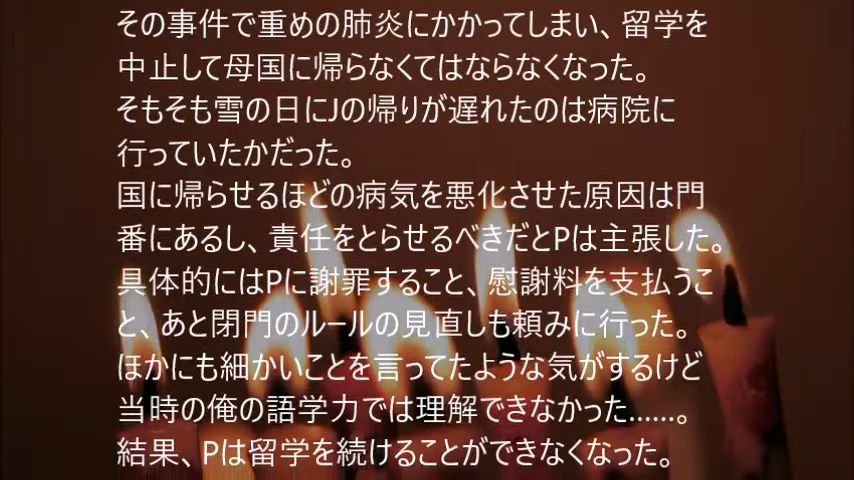 その事件で重めの肺炎にかかってしまい、留学を
中止して母国に帰らなくてはならなくなった。
そもそも雪の日にJの帰りが遅れたのは病院に
行っていたかだった。
国に帰らせるほどの病気を悪化させた原因は門
番にあるし、責任をとらせるべきだとPは主張した。
具体的にはPに謝罪すること、慰謝料を支払うこ
と、あと閉門のルールの見直しも頼みに行った。
ほかにも細かいことを言ってたような気がするけど
当時の俺の語学力では理解できなかった……。
結果、Pは留学を続けることができなくなった。